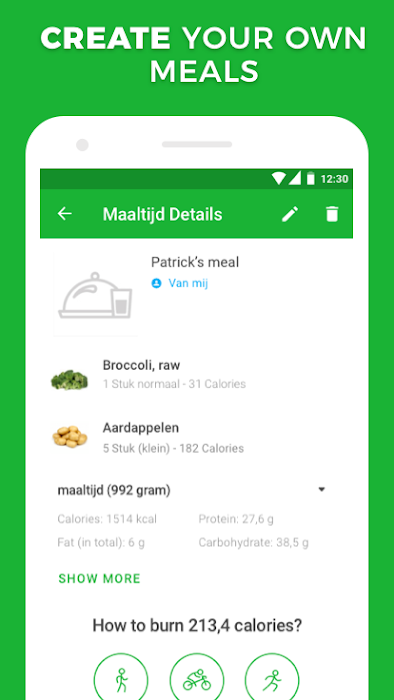 CREATE YOUR OWN
MEALS
12:30
Maaltijd Details
Patrick's meal
Van mij
Broccoli, raw
1 Stuk normaal - 31 Calories
Aardappelen
5 Stuk (klein) - 182 Calories
maaltijd (992 gram)
Calories: 1514 kcal Protein: 27,6 g
Fat (in total): 6 g Carbohydrate: 38,5 g
SHOW MORE
How to burn 213,4 calories?